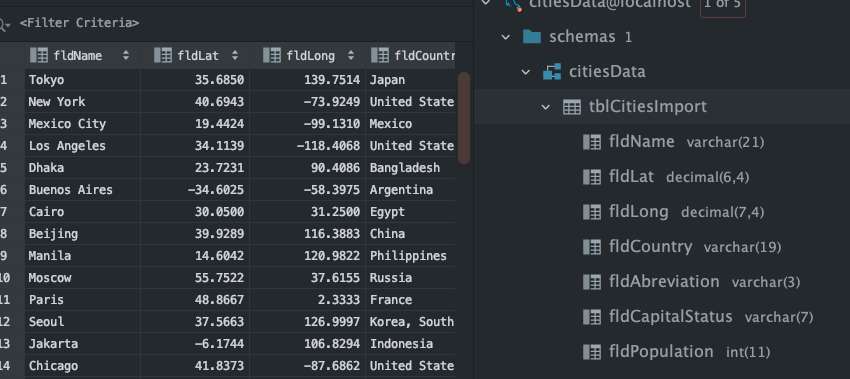 <Filter Criteria>
fldName fldLat fldLong fldCountr
1 Tokyo 35.6850 139.7514 Japan
2 New York 40.6943 -73.9249 United State
3 Mexico City 19.4424 -99.1310 Mexico
4 Los Angeles 34.1139 -118.4068 United State
5 Dhaka 23.7231 90.4086 Bangladesh
6 Buenos Aires -34.6025 -58.3975 Argentina
7 Cairo 30.0500 31.2500 Egypt
8 Beijing 39.9289 116.3883 China
9 Manila 14.6042 120.9822 Philippines
10 Moscow 55.7522 37.6155 Russia
11 Paris 48.8667 2.3333 France
12 Seoul 37.5663 126.9997 Korea, South
13 Jakarta -6.1744 106.8294 Indonesia
14 Chicago 41.8373 -87.6862 United State
citiesData@localhost 1 of 5
schemas 1
citiesData
tblCitiesImport
fldName varchar(21)
fldLat decimal(6,4)
fldLong decimal(7,4)
fldCountry varchar(19)
fldAbreviation varchar(3)
fldCapitalStatus varchar(7)
fldPopulation int(11)